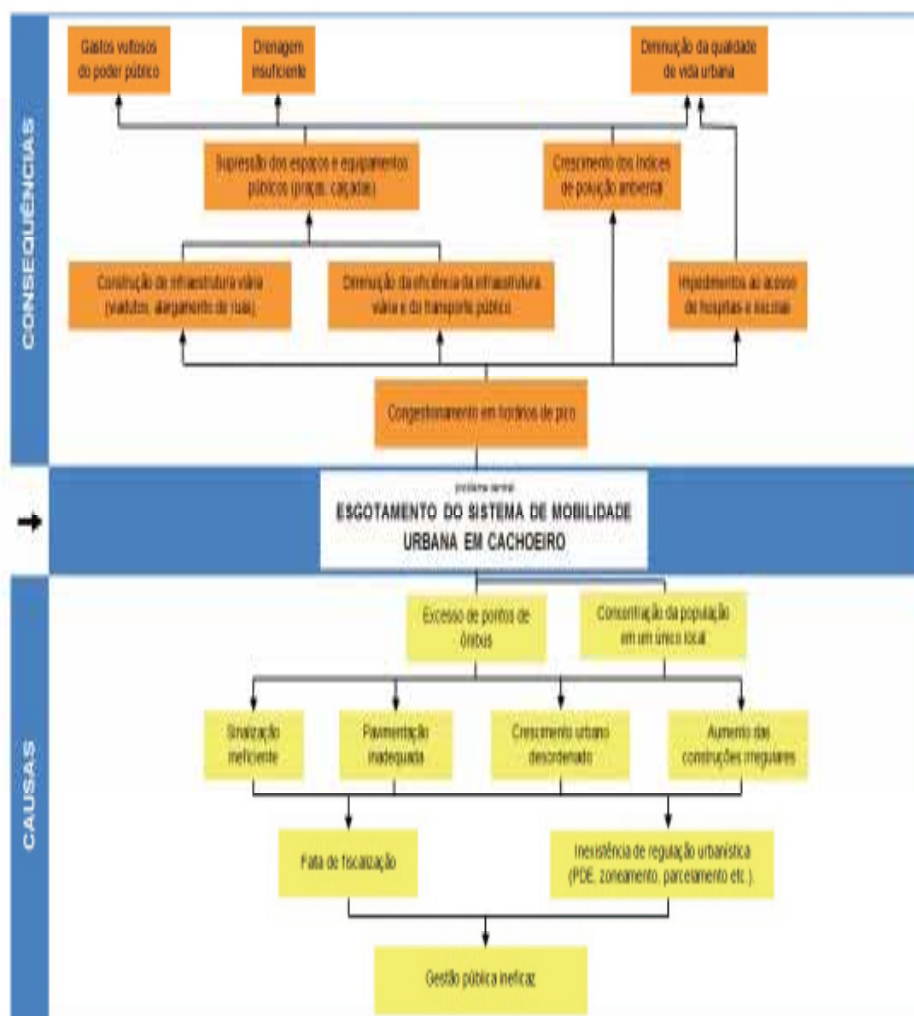 CONSEQUÊNCIAS
Gastos vultosos
do poder público
Drenagem
insuficiente
Diminuição da qualidade
de vida urbana
Supressão dos espaços e equipamentos
públicos (praças, calçadas)
Crescimento dos índices
de poluição ambiental
Construção de infraestrutura viária
(viadutos, alargamento de ruas)
Diminuição da eficiência da infraestrutura
viária e do transporte público
Impedimentos ao acesso
de hospitais e escolas
Congestionamento em horários de pico
problema central
ESGOTAMENTO DO SISTEMA DE MOBILIDADE
URBANA EM CACHOEIRO
CAUSAS
Excesso de pontos de
ônibus
Concentração da população
em um único local
Sinalização
ineficiente
Pavimentação
inadequada
Crescimento urbano
desordenado
Aumento das
construções irregulares
Falta de fiscalização
Inexistência de regulação urbanística
(PDE, zoneamento, parcelamento etc.).
Gestão pública ineficaz